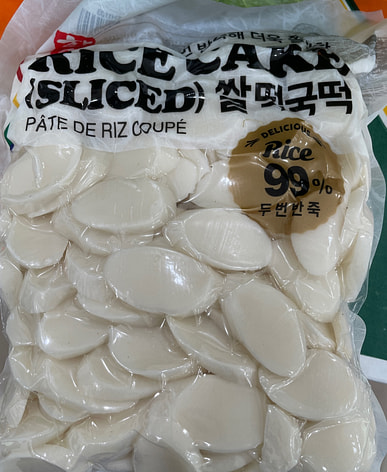 RICE CAKE
(SLICED) 쌀떡국떡
PÂTE DE RIZ COUPÉ
DELICIOUS
Rice
99%
두번반죽